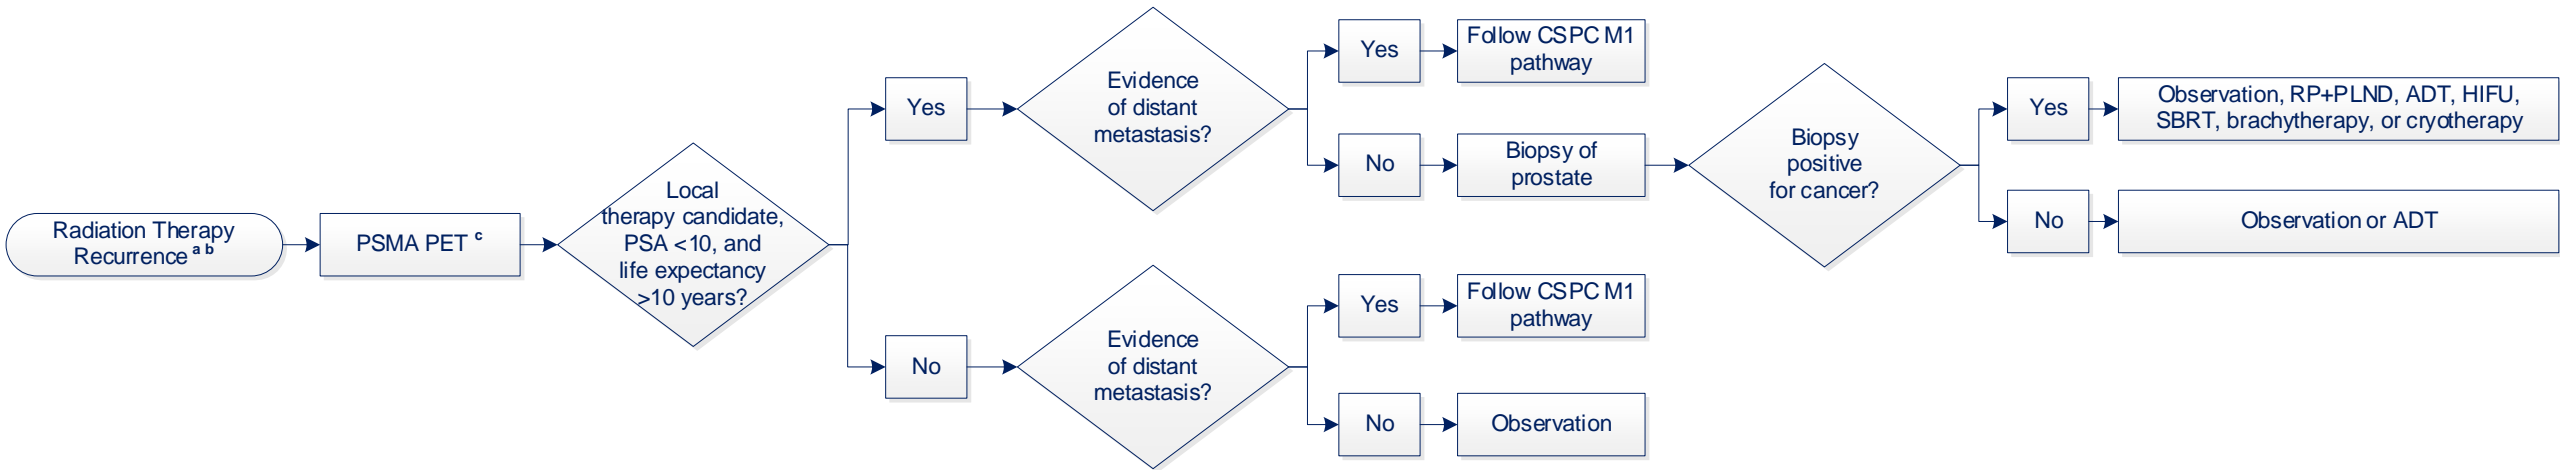 Radiation Therapy
Recurrence a b
PSMA PET c
Local
therapy candidate,
PSA <10, and
life expectancy
>10 years?
Yes
Evidence
of distant
metastasis?
Yes
Follow CSPC M1
pathway
No
Biopsy of
prostate
Biopsy
positive
for cancer?
Yes
Observation, RP+PLND, ADT, HIFU,
SBRT, brachytherapy, or cryotherapy
No
Observation or ADT
No
Evidence
of distant
metastasis?
Yes
Follow CSPC M1
pathway
No
Observation